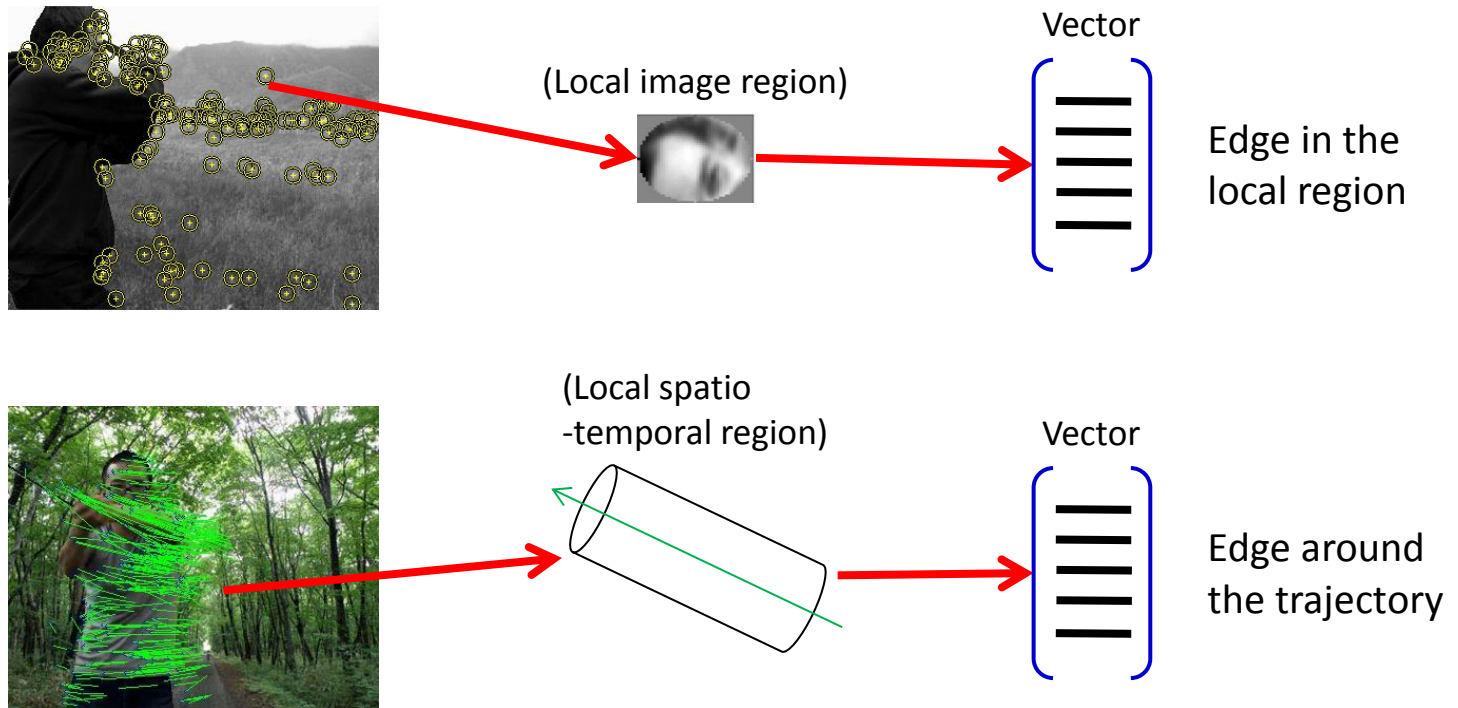 Vector
(Local image region)
Edge in the
local region
(Local spatio
-temporal region)
Vector
Edge around
the trajectory